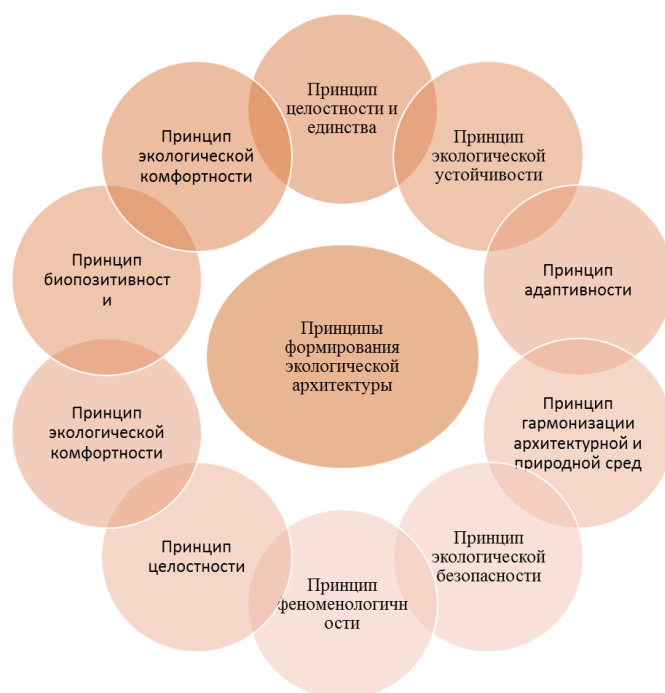 Принцип
целостности и
единства
Принцип
экологической
устойчивости
Принцип
адаптивности
Принцип
гармонизации
архитектурной и
природной сред
Принцип
экологической
безопасности
Принцип
феноменологичн
ости
Принцип
целостности
Принцип
экологической
комфортности
Принцип
биопозитивност
и
Принцип
экологической
комфортности
Принципы
формирования
экологической
архитектуры